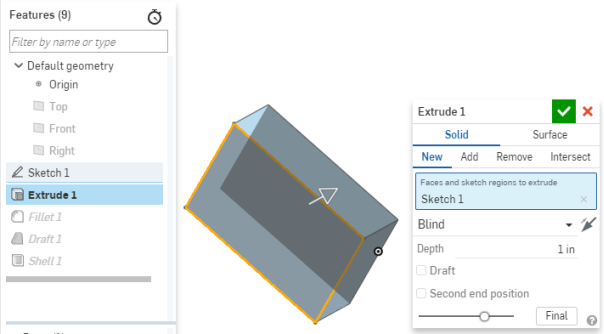 Features (9)
Filter by name or type
Default geometry
Origin
Top
Front
Right
Sketch 1
Extrude 1
Fillet 1
Draft 1
Shell 1
Extrude 1
Solid Surface
New Add Remove Intersect
Faces and sketch regions to extrude
Sketch 1
Blind
Depth 1 in
Draft
Second end position
Final